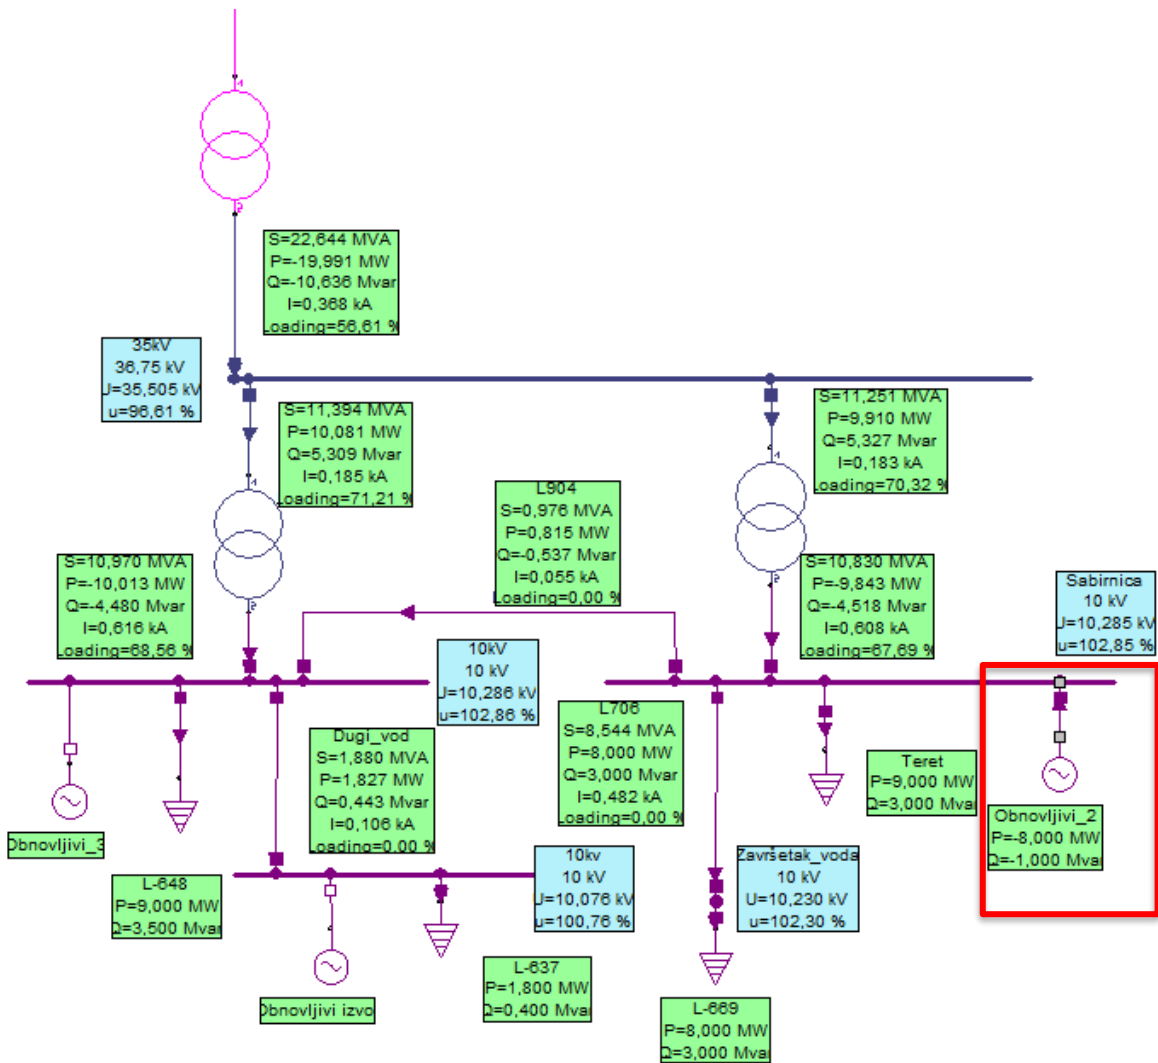 1
2
S=22,644 MVA
P=-19,991 MW
Q=-10,636 Mvar
I=0,368 kA
Loading=56,61 %
35kV
36,75 kV
U=35,505 kV
u=96,61 %
S=11,394 MVA
P=10,081 MW
Q=5,309 Mvar
I=0,185 kA
Loading=71,21 %
S=11,251 MVA
P=9,910 MW
Q=5,327 Mvar
I=0,183 kA
Loading=70,32 %
1
2
1
2
L904
S=0,976 MVA
P=0,815 MW
Q=-0,537 Mvar
I=0,055 kA
Loading=0,00 %
S=10,970 MVA
P=-10,013 MW
Q=-4,480 Mvar
I=0,616 kA
Loading=68,56 %
S=10,830 MVA
P=-9,843 MW
Q=-4,518 Mvar
I=0,608 kA
Loading=67,69 %
Sabirnica
10 kV
U=10,285 kV
u=102,85 %
10kV
10 kV
U=10,286 kV
u=102,86 %
L706
S=8,544 MVA
P=8,000 MW
Q=3,000 Mvar
I=0,482 kA
Loading=0,00 %
Dugi_vod
S=1,880 MVA
P=1,827 MW
Q=0,443 Mvar
I=0,106 kA
Loading=0,00 %
Teret
P=9,000 MW
Q=3,000 Mvar
Obnovljivi_2
P=-8,000 MW
Q=-1,000 Mvar
Obnovljivi_3
L-648
P=9,000 MW
Q=3,500 Mvar
10kv
10 kV
U=10,076 kV
u=100,76 %
Završetak_voda
10 kV
U=10,230 kV
u=102,30 %
L-637
P=1,800 MW
Q=0,400 Mvar
Obnovljivi izvo
L-669
P=8,000 MW
Q=3,000 Mvar